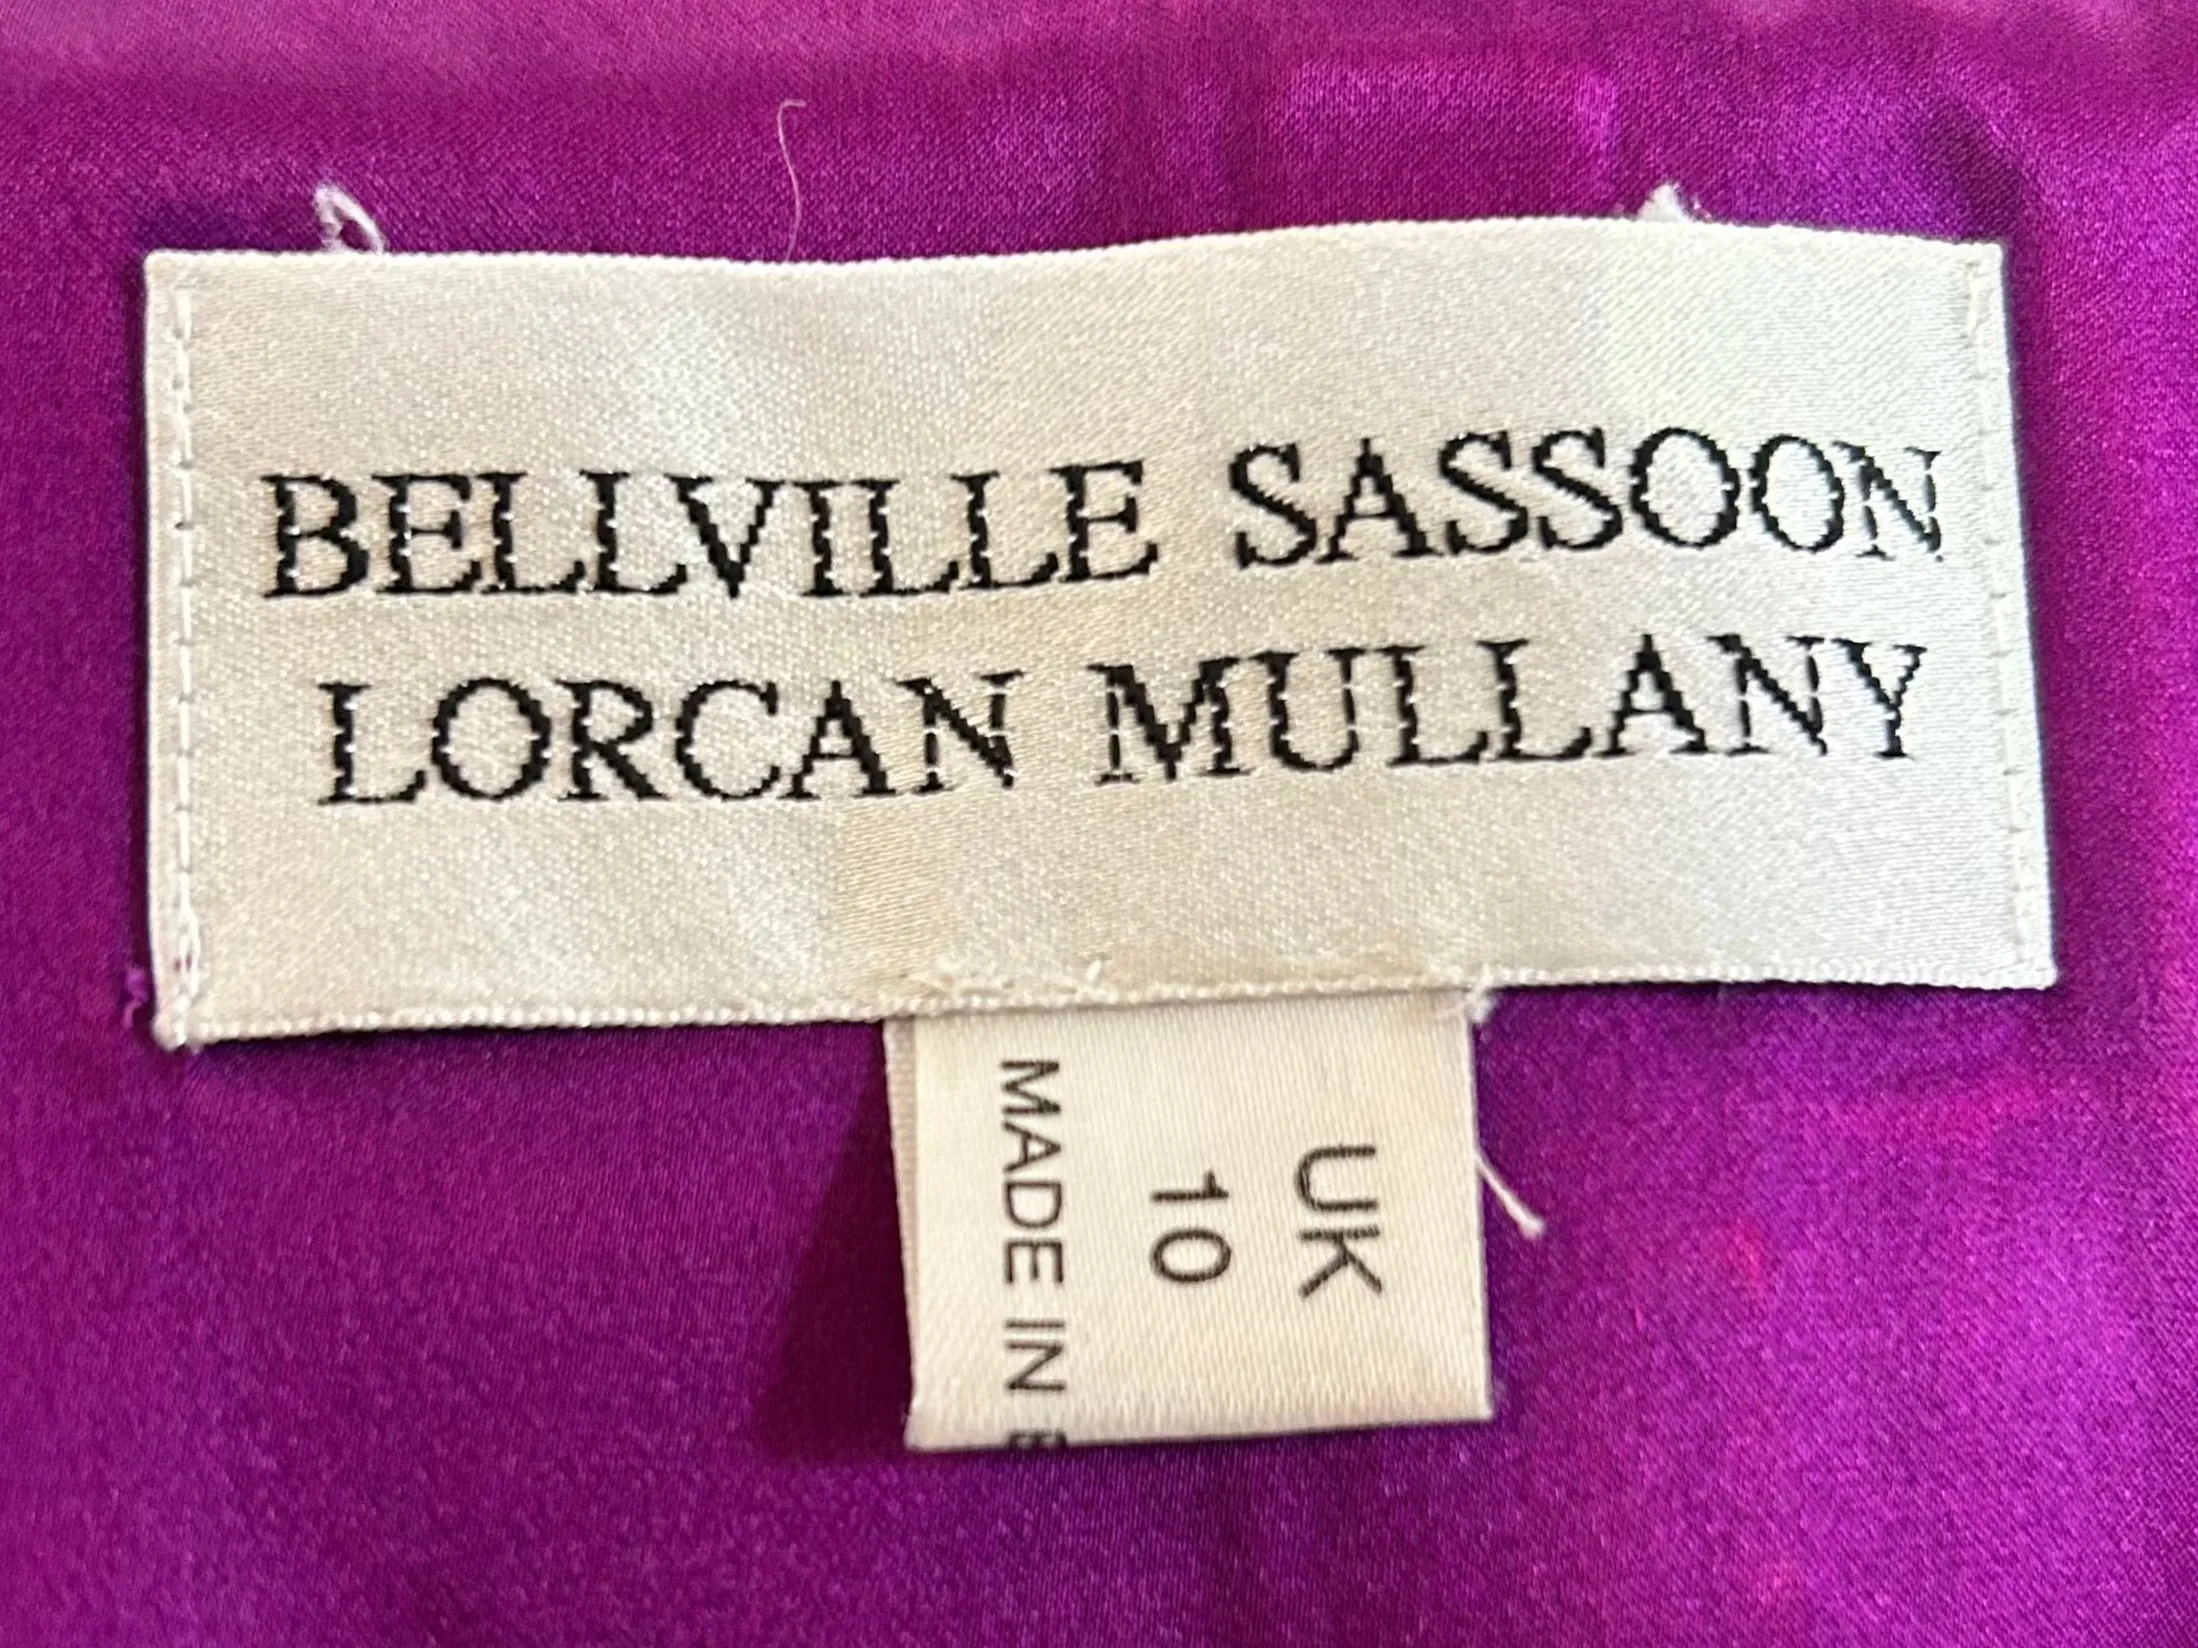 BELLVILLE SASSOON
LORCAN MULLANY
UK
10
MADE IN